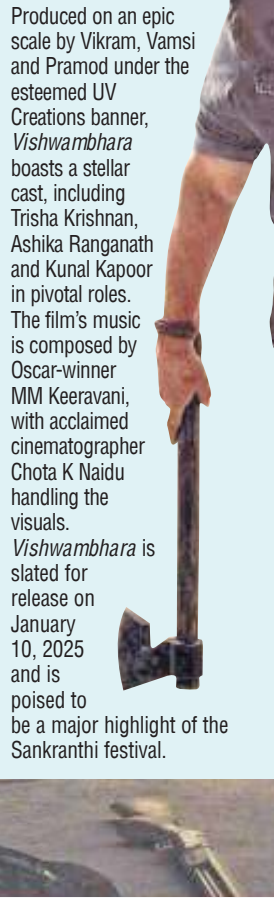 Produced on an epic
scale by Vikram, Vamsi
and Pramod under the
esteemed UV
Creations banner,
Vishwambhara
boasts a stellar
cast, including
Trisha Krishnan,
Ashika Ranganath
and Kunal Kapoor
in pivotal roles.
The film's music
is composed by
Oscar-winner
MM Keeravani,
with acclaimed
cinematographer
Chota K Naidu
handling the
visuals.
Vishwambhara is
slated for
release on
January
10, 2025
and is
poised to
be a major highlight of the
Sankranthi festival.